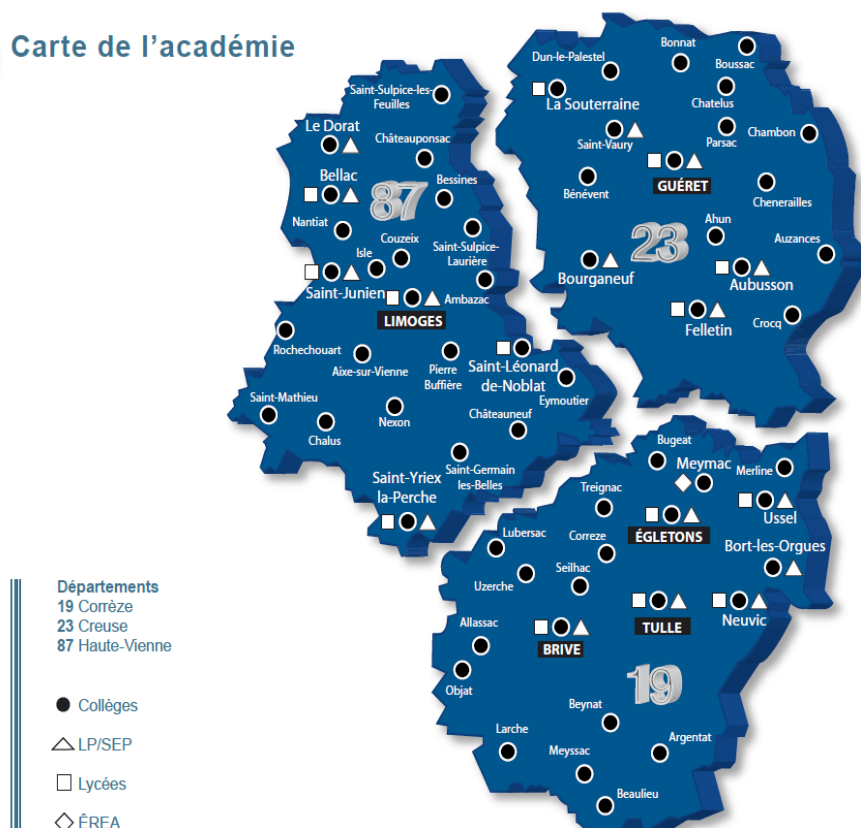 Carte de l'académie
Saint-Sulpice-les-
Feuilles
Le Dorat
Châteauponsac
Bellac
Bessines
87
Nantiat
Couzeix
Isle
Saint-Sulpice-
Laurière
Saint-Junien
Ambazac
LIMOGES
Rochechouart
Aixe-sur-Vienne
Pierre
Buffière
Saint-Léonard
de-Noblat
Eymoutier
Saint-Mathieu
Chalus
Nexon
Châteauneuf
Saint-Germain
les-Belles
Saint-Yriex
la-Perche
Dun-le-Palestel
Bonnat
Boussac
La Souterraine
Chatelus
Saint-Vaury
Parsac
Chambon
GUÉRET
Bénévent
Chenerailles
Ahun
23
Auzances
Bourganeuf
Aubusson
Felletin
Crocq
Bugeat
Meymac
Merline
Treignac
Ussel
ÉGLETONS
Lubersac
Correze
Bort-les-Orgues
Seilhac
Uzerche
Allassac
BRIVE
TULLE
Neuvic
Objat
19
Beynat
Larche
Meyssac
Argentat
Beaulieu
Départements
19 Corrèze
23 Creuse
87 Haute-Vienne
Collèges
LP/SEP
Lycées
ÊREA